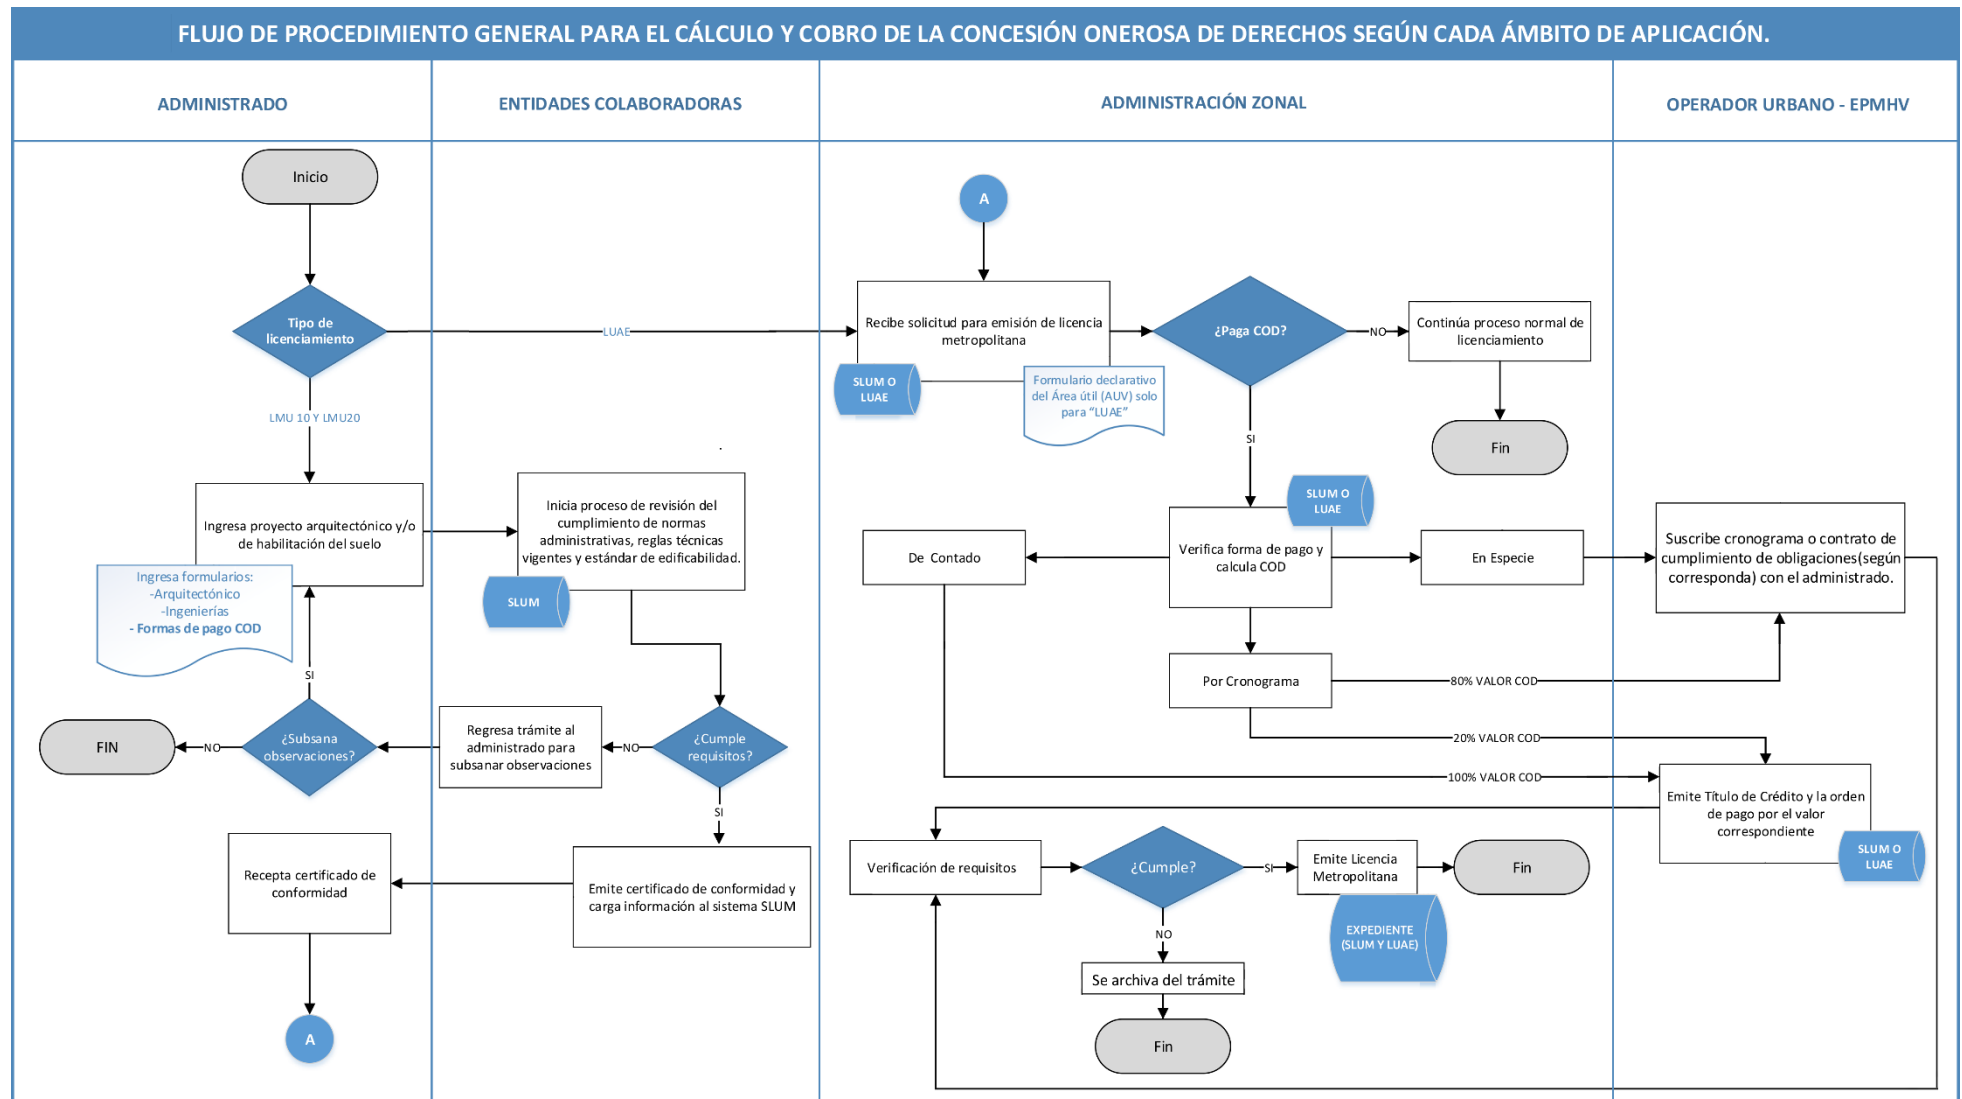 FLUJO DE PROCEDIMIENTO GENERAL PARA EL CÁLCULO Y COBRO DE LA CONCESIÓN ONEROSA DE DERECHOS SEGÚN CADA ÁMBITO DE APLICACIÓN.
ADMINISTRADO
ENTIDADES COLABORADORAS
ADMINISTRACIÓN ZONAL
OPERADOR URBANO - EPMHV
Inicio
Tipo de
licenciamiento
LUAE
LMU 10 Y LMU20
Ingresa proyecto arquitectónico y/o
de habilitación del suelo
Ingresa formularios:
-Arquitectónico
-Ingenierías
- Formas de pago COD
SI
¿Subsana
observaciones?
NO
FIN
Recepta certificado de
conformidad
A
Inicia proceso de revisión del
cumplimiento de normas
administrativas, reglas técnicas
vigentes y estándar de edificabilidad.
SLUM
Regresa trámite al
administrado para
subsanar observaciones
NO
¿Cumple
requisitos?
SI
Emite certificado de conformidad y
carga información al sistema SLUM
A
Recibe solicitud para emisión de licencia
metropolitana
SLUM O
LUAE
Formulario declarativo
del Área útil (AUV) solo
para “LUAE”
¿Paga COD?
NO
Continúa proceso normal de
licenciamiento
Fin
SI
SLUM O
LUAE
De Contado
Verifica forma de pago y
calcula COD
En Especie
Suscribe cronograma o contrato de
cumplimiento de obligaciones(según
corresponda) con el administrado.
Por Cronograma
80% VALOR COD
20% VALOR COD
100% VALOR COD
Emite Título de Crédito y la orden
de pago por el valor
correspondiente
SLUM O
LUAE
Verificación de requisitos
¿Cumple?
SI
Emite Licencia
Metropolitana
Fin
EXPEDIENTE
(SLUM Y LUAE)
NO
Se archiva del trámite
Fin